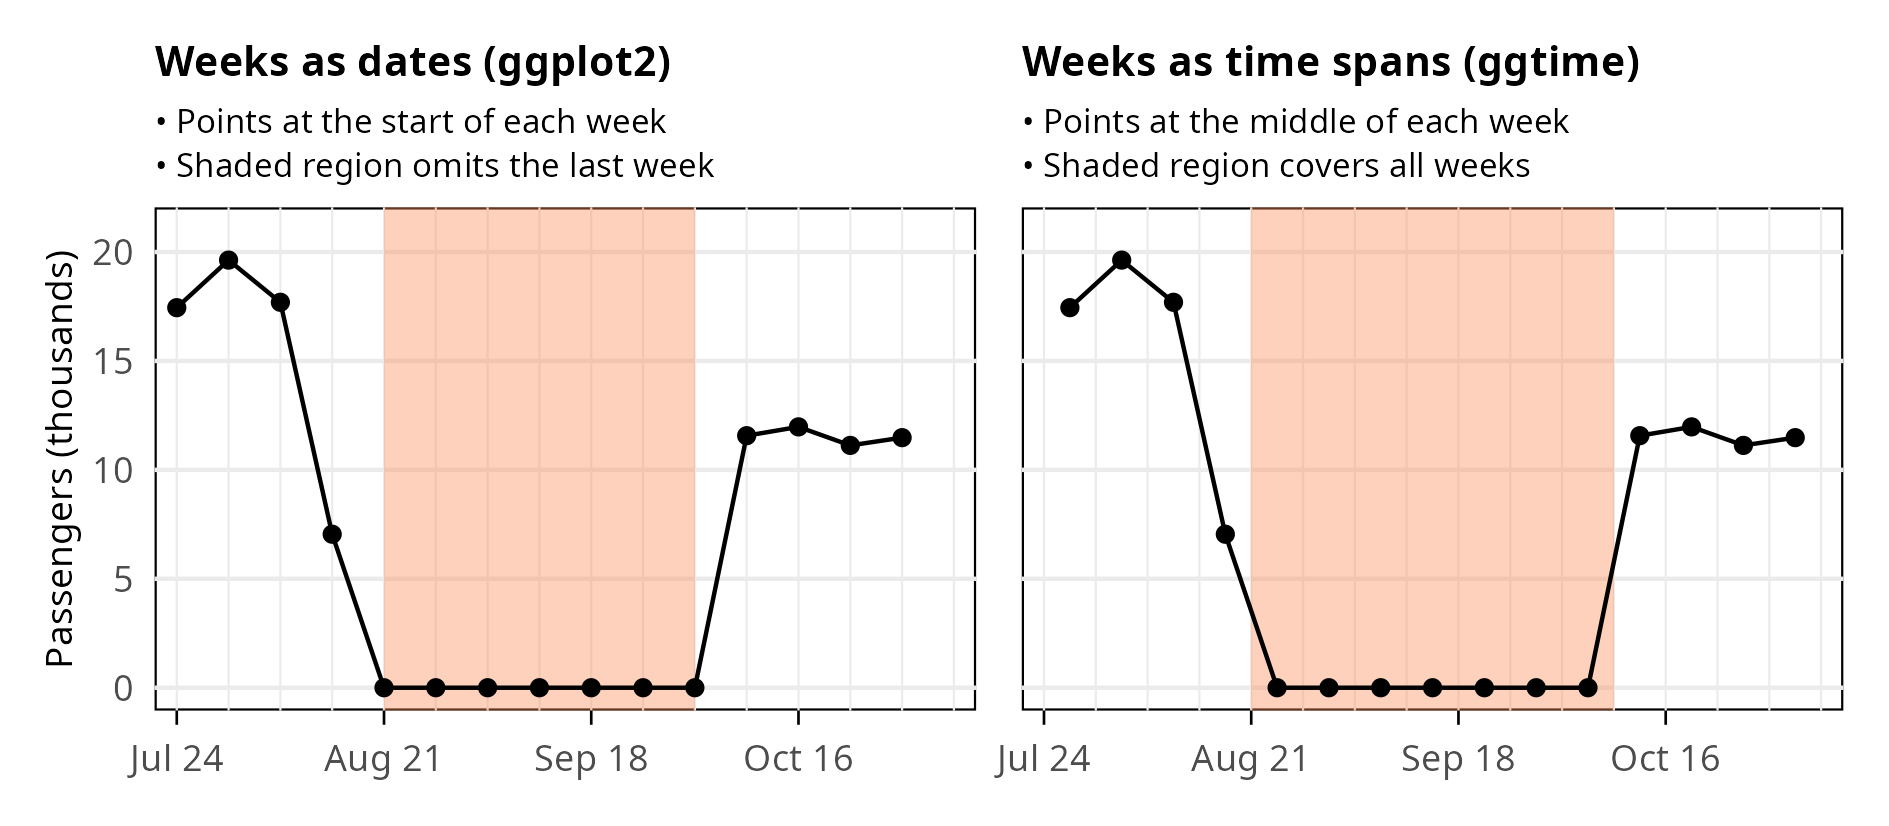 Weeks as dates (ggplot2)
• Points at the start of each week
• Shaded region omits the last week
Weeks as time spans (ggtime)
• Points at the middle of each week
• Shaded region covers all weeks
Passengers (thousands)
20
15
10
5
0
Jul 24 Aug 21 Sep 18 Oct 16
Jul 24 Aug 21 Sep 18 Oct 16